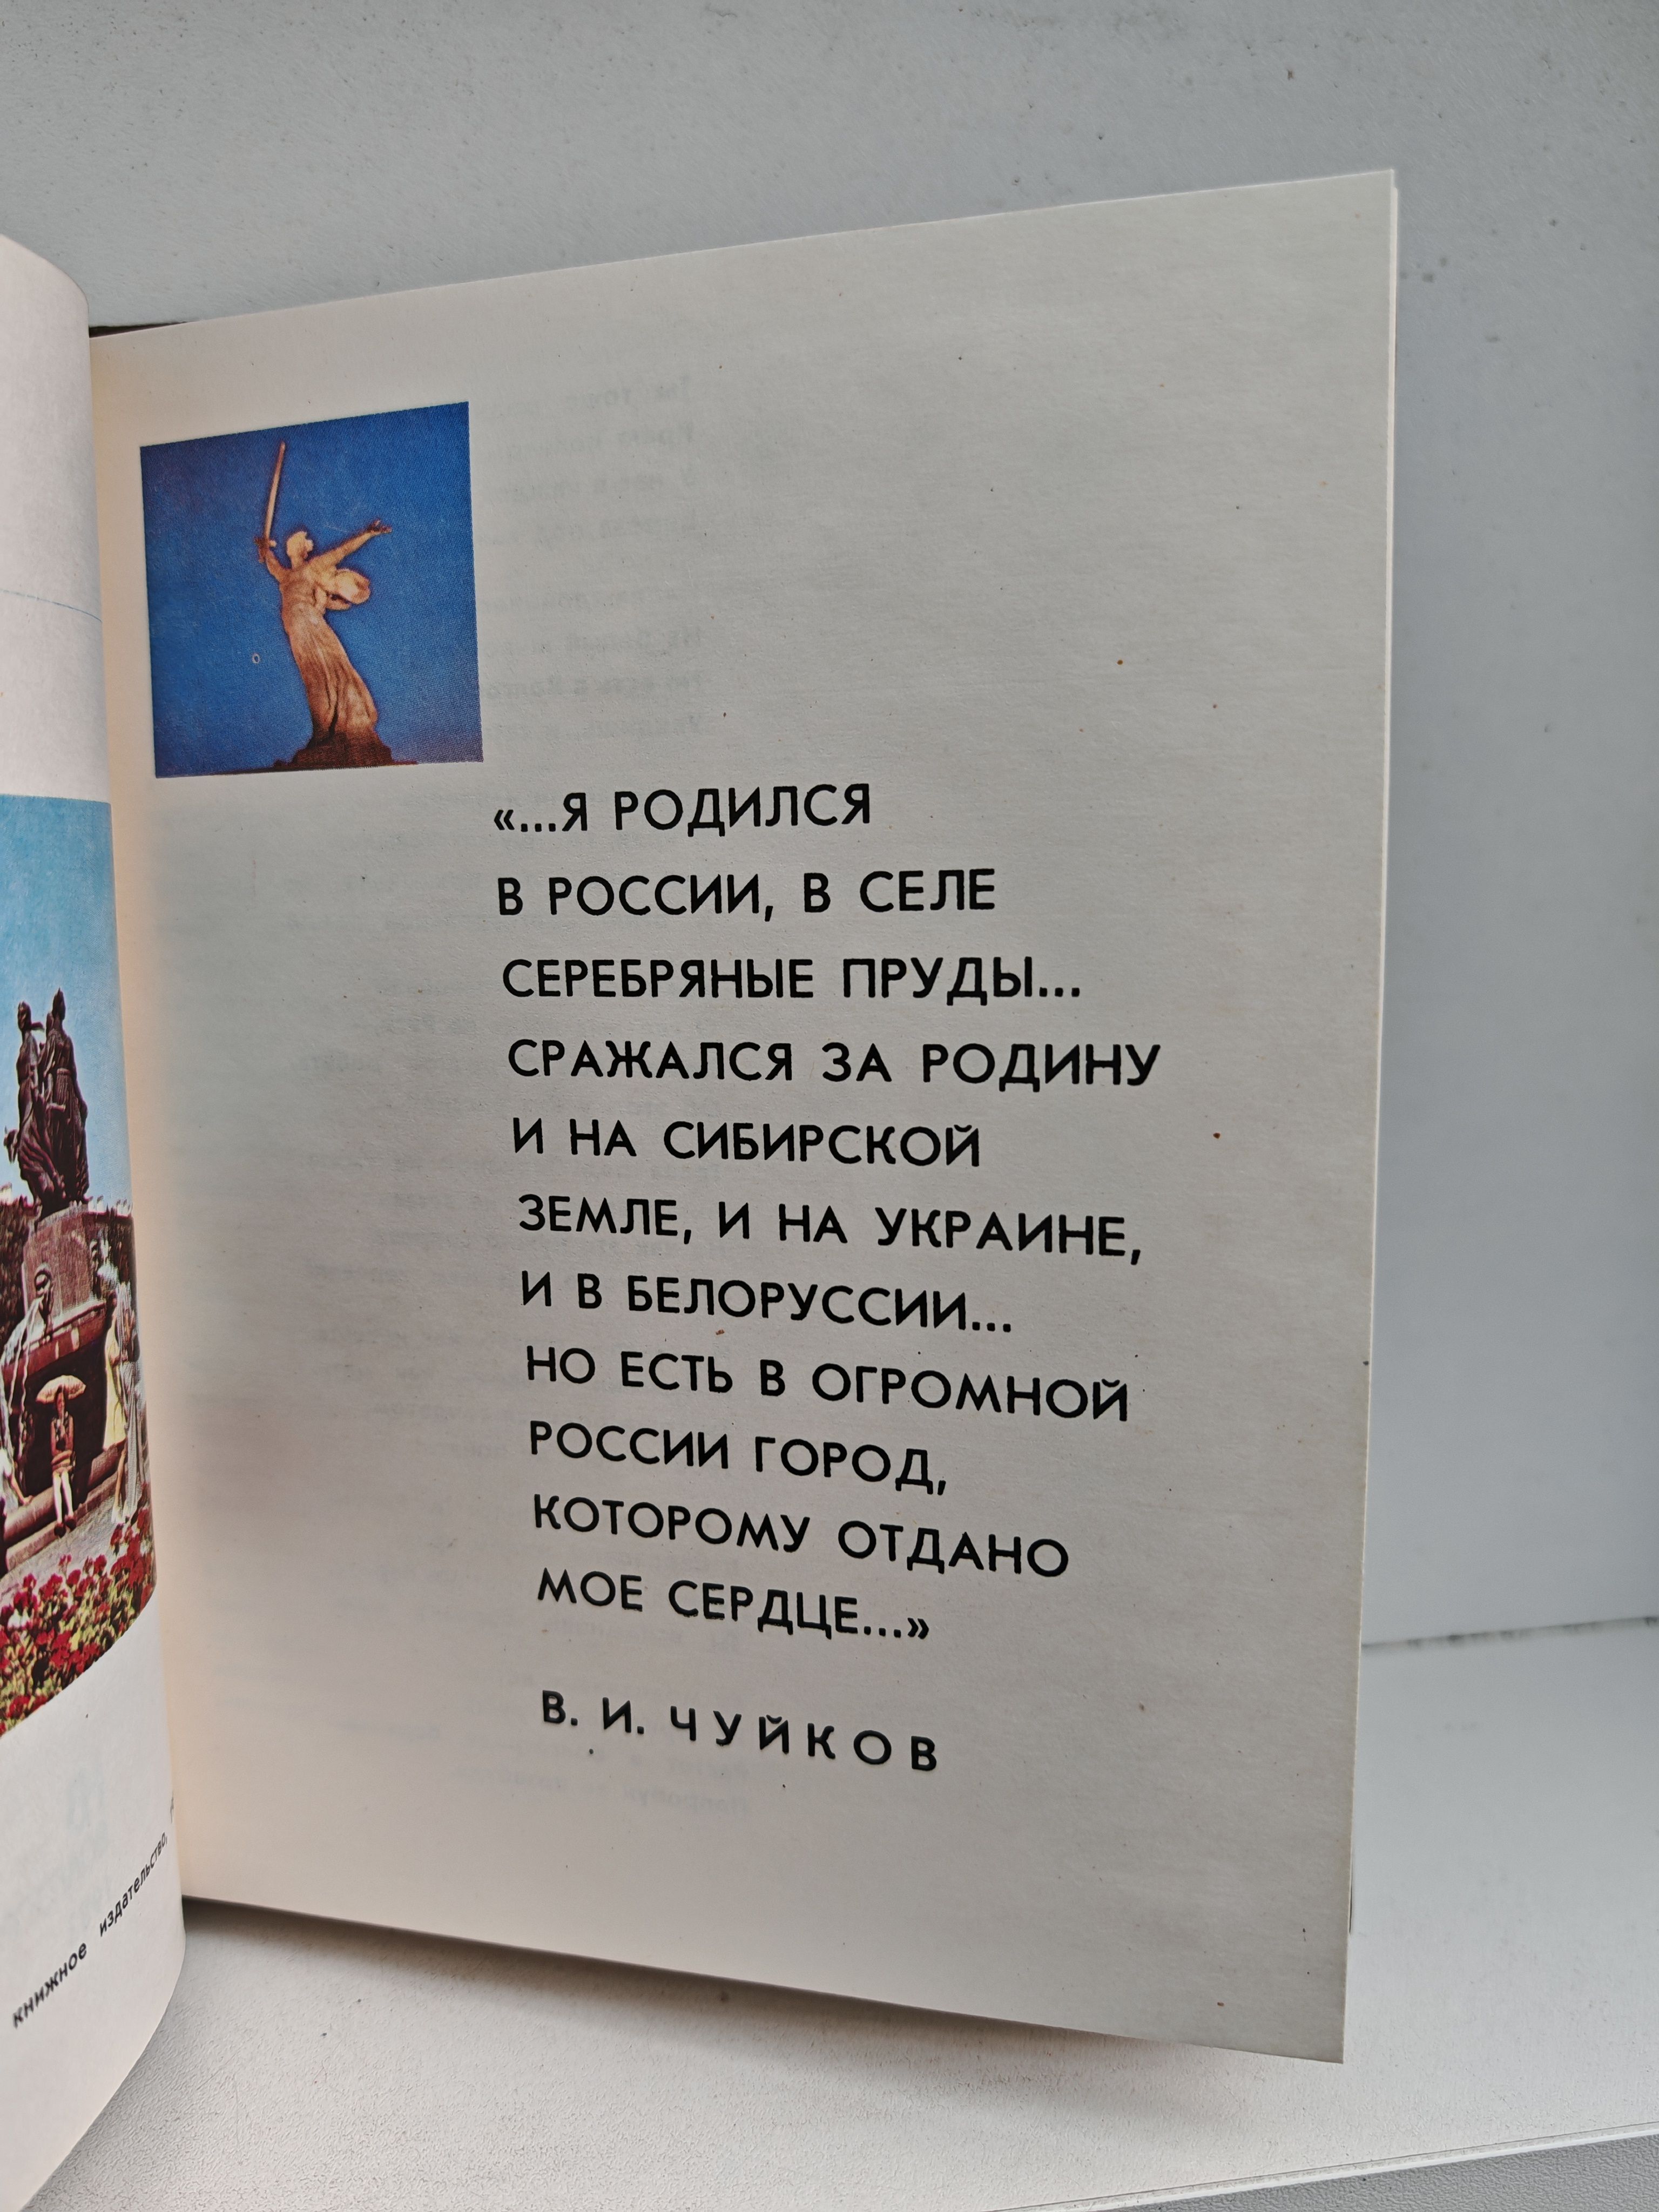 «...Я РОДИЛСЯ
В РОССИИ, В СЕЛЕ
СЕРЕБРЯНЫЕ ПРУДЫ...
СРАЖАЛСЯ ЗА РОДИНУ
И НА СИБИРСКОЙ
ЗЕМЛЕ, И НА УКРАИНЕ,
И В БЕЛОРУССИИ...
НО ЕСТЬ В ОГРОМНОЙ
РОССИИ ГОРОД,
КОТОРОМУ ОТДАНО
МОЕ СЕРДЦЕ...»
В. И. ЧУЙКОВ
книжное издательство,